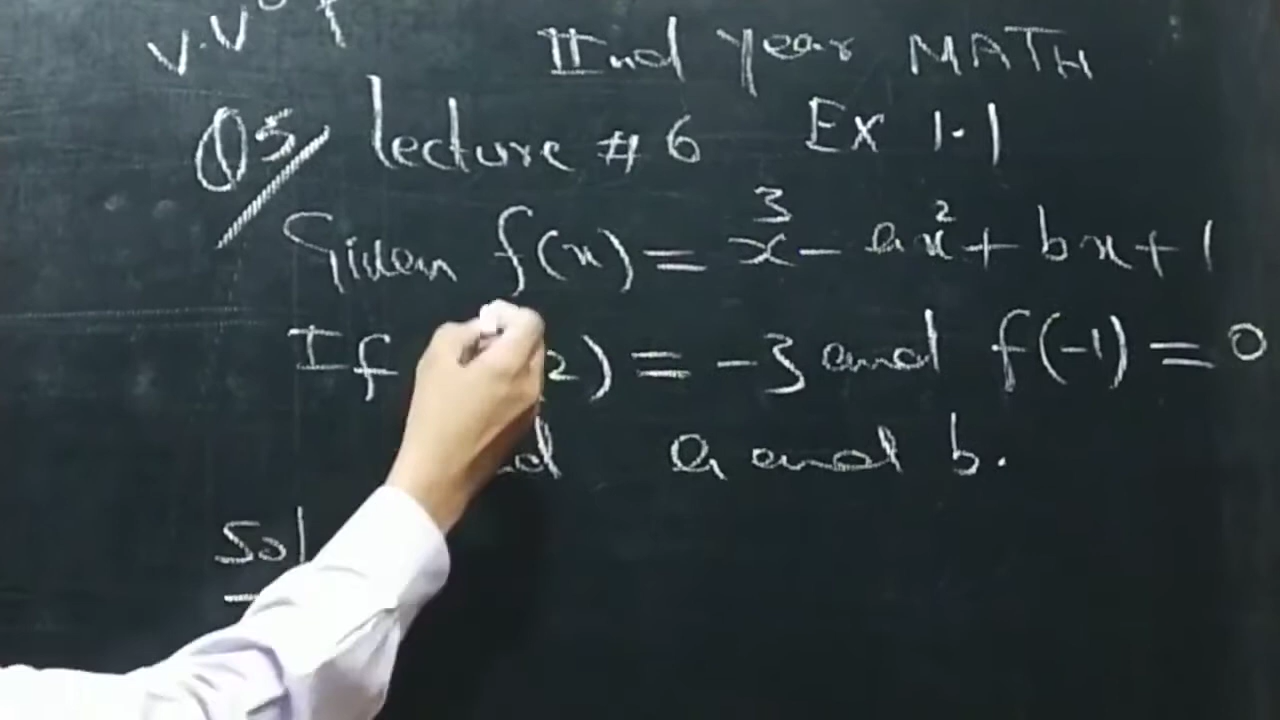 V.V
IInd year MATH
Q5 lecture # 6 Ex 1.1
Given f(x) = x³ - ax² + bx + 1
If 2) = -3 and f(-1) = 0
a and b.
Sol